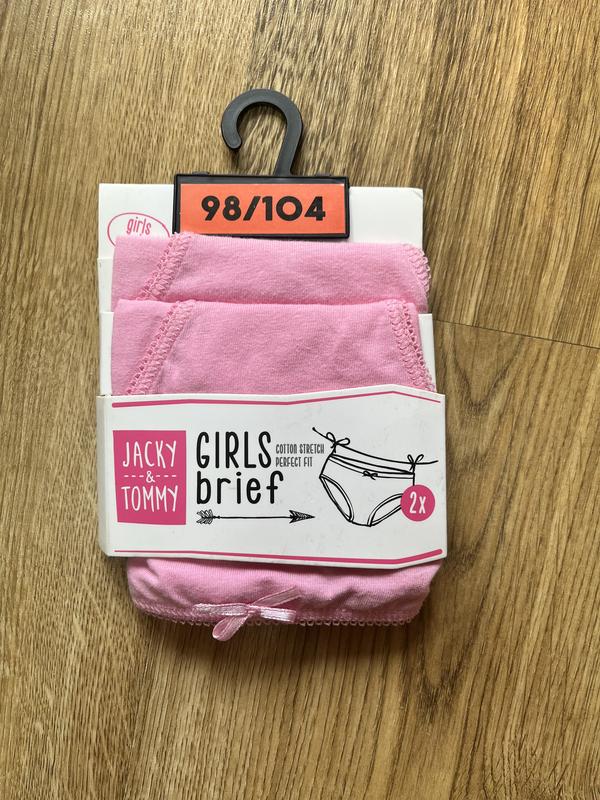 98/104
girls
JACKY
&
TOMMY
GIRLS
brief
COTTON STRETCH
PERFECT FIT
2x